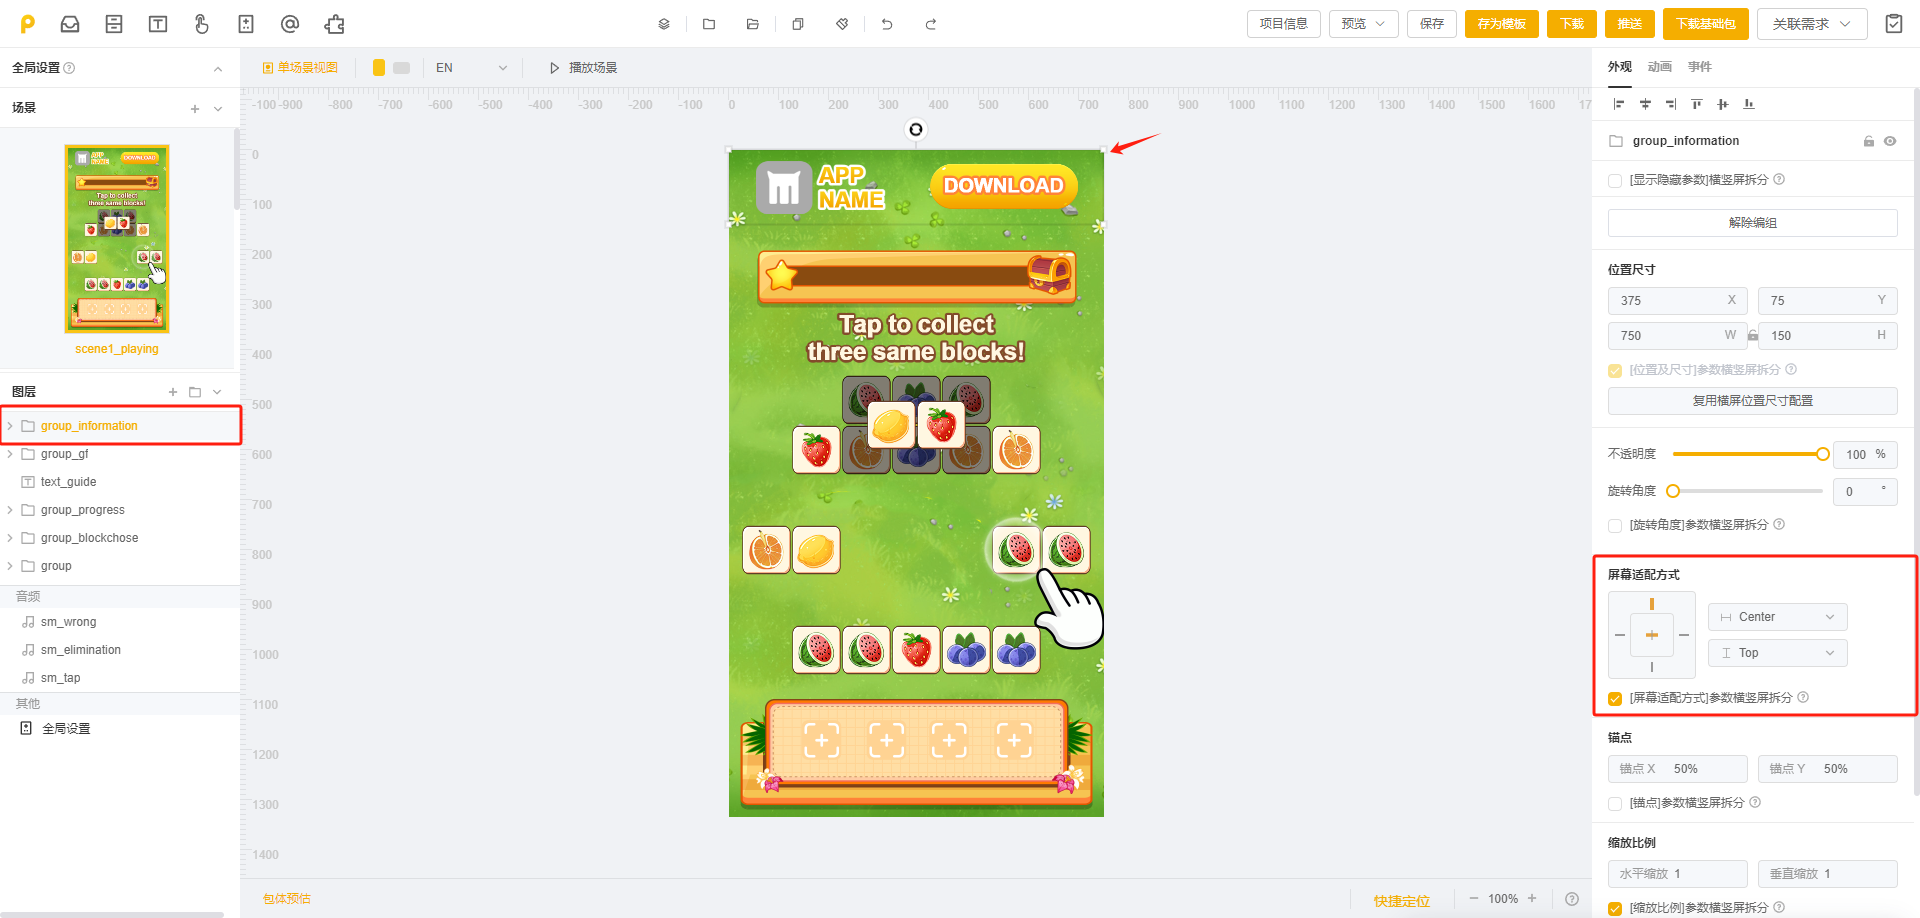 项目信息
预览
保存
存为模板
下载
推送
下载基础包
关联需求
全局设置
单场景视图
EN
播放场景
外观
动画
事件
场景
-100
-900
-800
-700
-600
-500
-400
-300
-200
-100
0
100
200
300
400
500
600
700
800
900
1000
1100
1200
1300
1400
1500
1600
17
0
100
200
300
400
500
600
700
800
900
1000
1100
1200
1300
1400
APP
NAME
DOWNLOAD
Tap to collect
three same blocks!
scene1_playing
图层
group_information
group_gf
text_guide
group_progress
group_blockchose
group
音频
sm_wrong
sm_elimination
sm_tap
其他
全局设置
APP
NAME
DOWNLOAD
Tap to collect
three same blocks!
包体预估
快捷定位
100%
group_information
[显示隐藏参数]横竖屏拆分
解除编组
位置尺寸
375 X
75 Y
750 W
150 H
[位置及尺寸]参数横竖屏拆分
复用横屏位置尺寸配置
不透明度
100 %
旋转角度
0 °
[旋转角度]参数横竖屏拆分
屏幕适配方式
Center
Top
[屏幕适配方式]参数横竖屏拆分
锚点
锚点 X 50%
锚点 Y 50%
[锚点]参数横竖屏拆分
缩放比例
水平缩放 1
垂直缩放 1
[缩放比例]参数横竖屏拆分